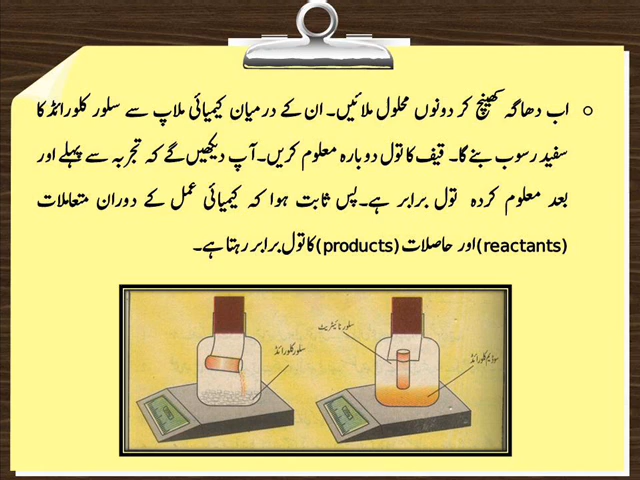 اب دھاگہ کھینچ کر دونوں محلول ملائیں۔ ان کے درمیان کیمیائی ملاپ سے سلور کلورائڈ کا
سفید رسوب بنے گا۔ قیف کا تول دوبارہ معلوم کریں۔ آپ دیکھیں گے کہ تجربہ سے پہلے اور
بعد معلوم کردہ تول برابر ہے۔ پس ثابت ہوا کہ کیمیائی عمل کے دوران متعاملات
(reactants) اور حاصلات (products) کا تول برابر رہتا ہے۔
سلور نائیٹریٹ
سلور کلورائڈ
سوڈیم کلورائڈ